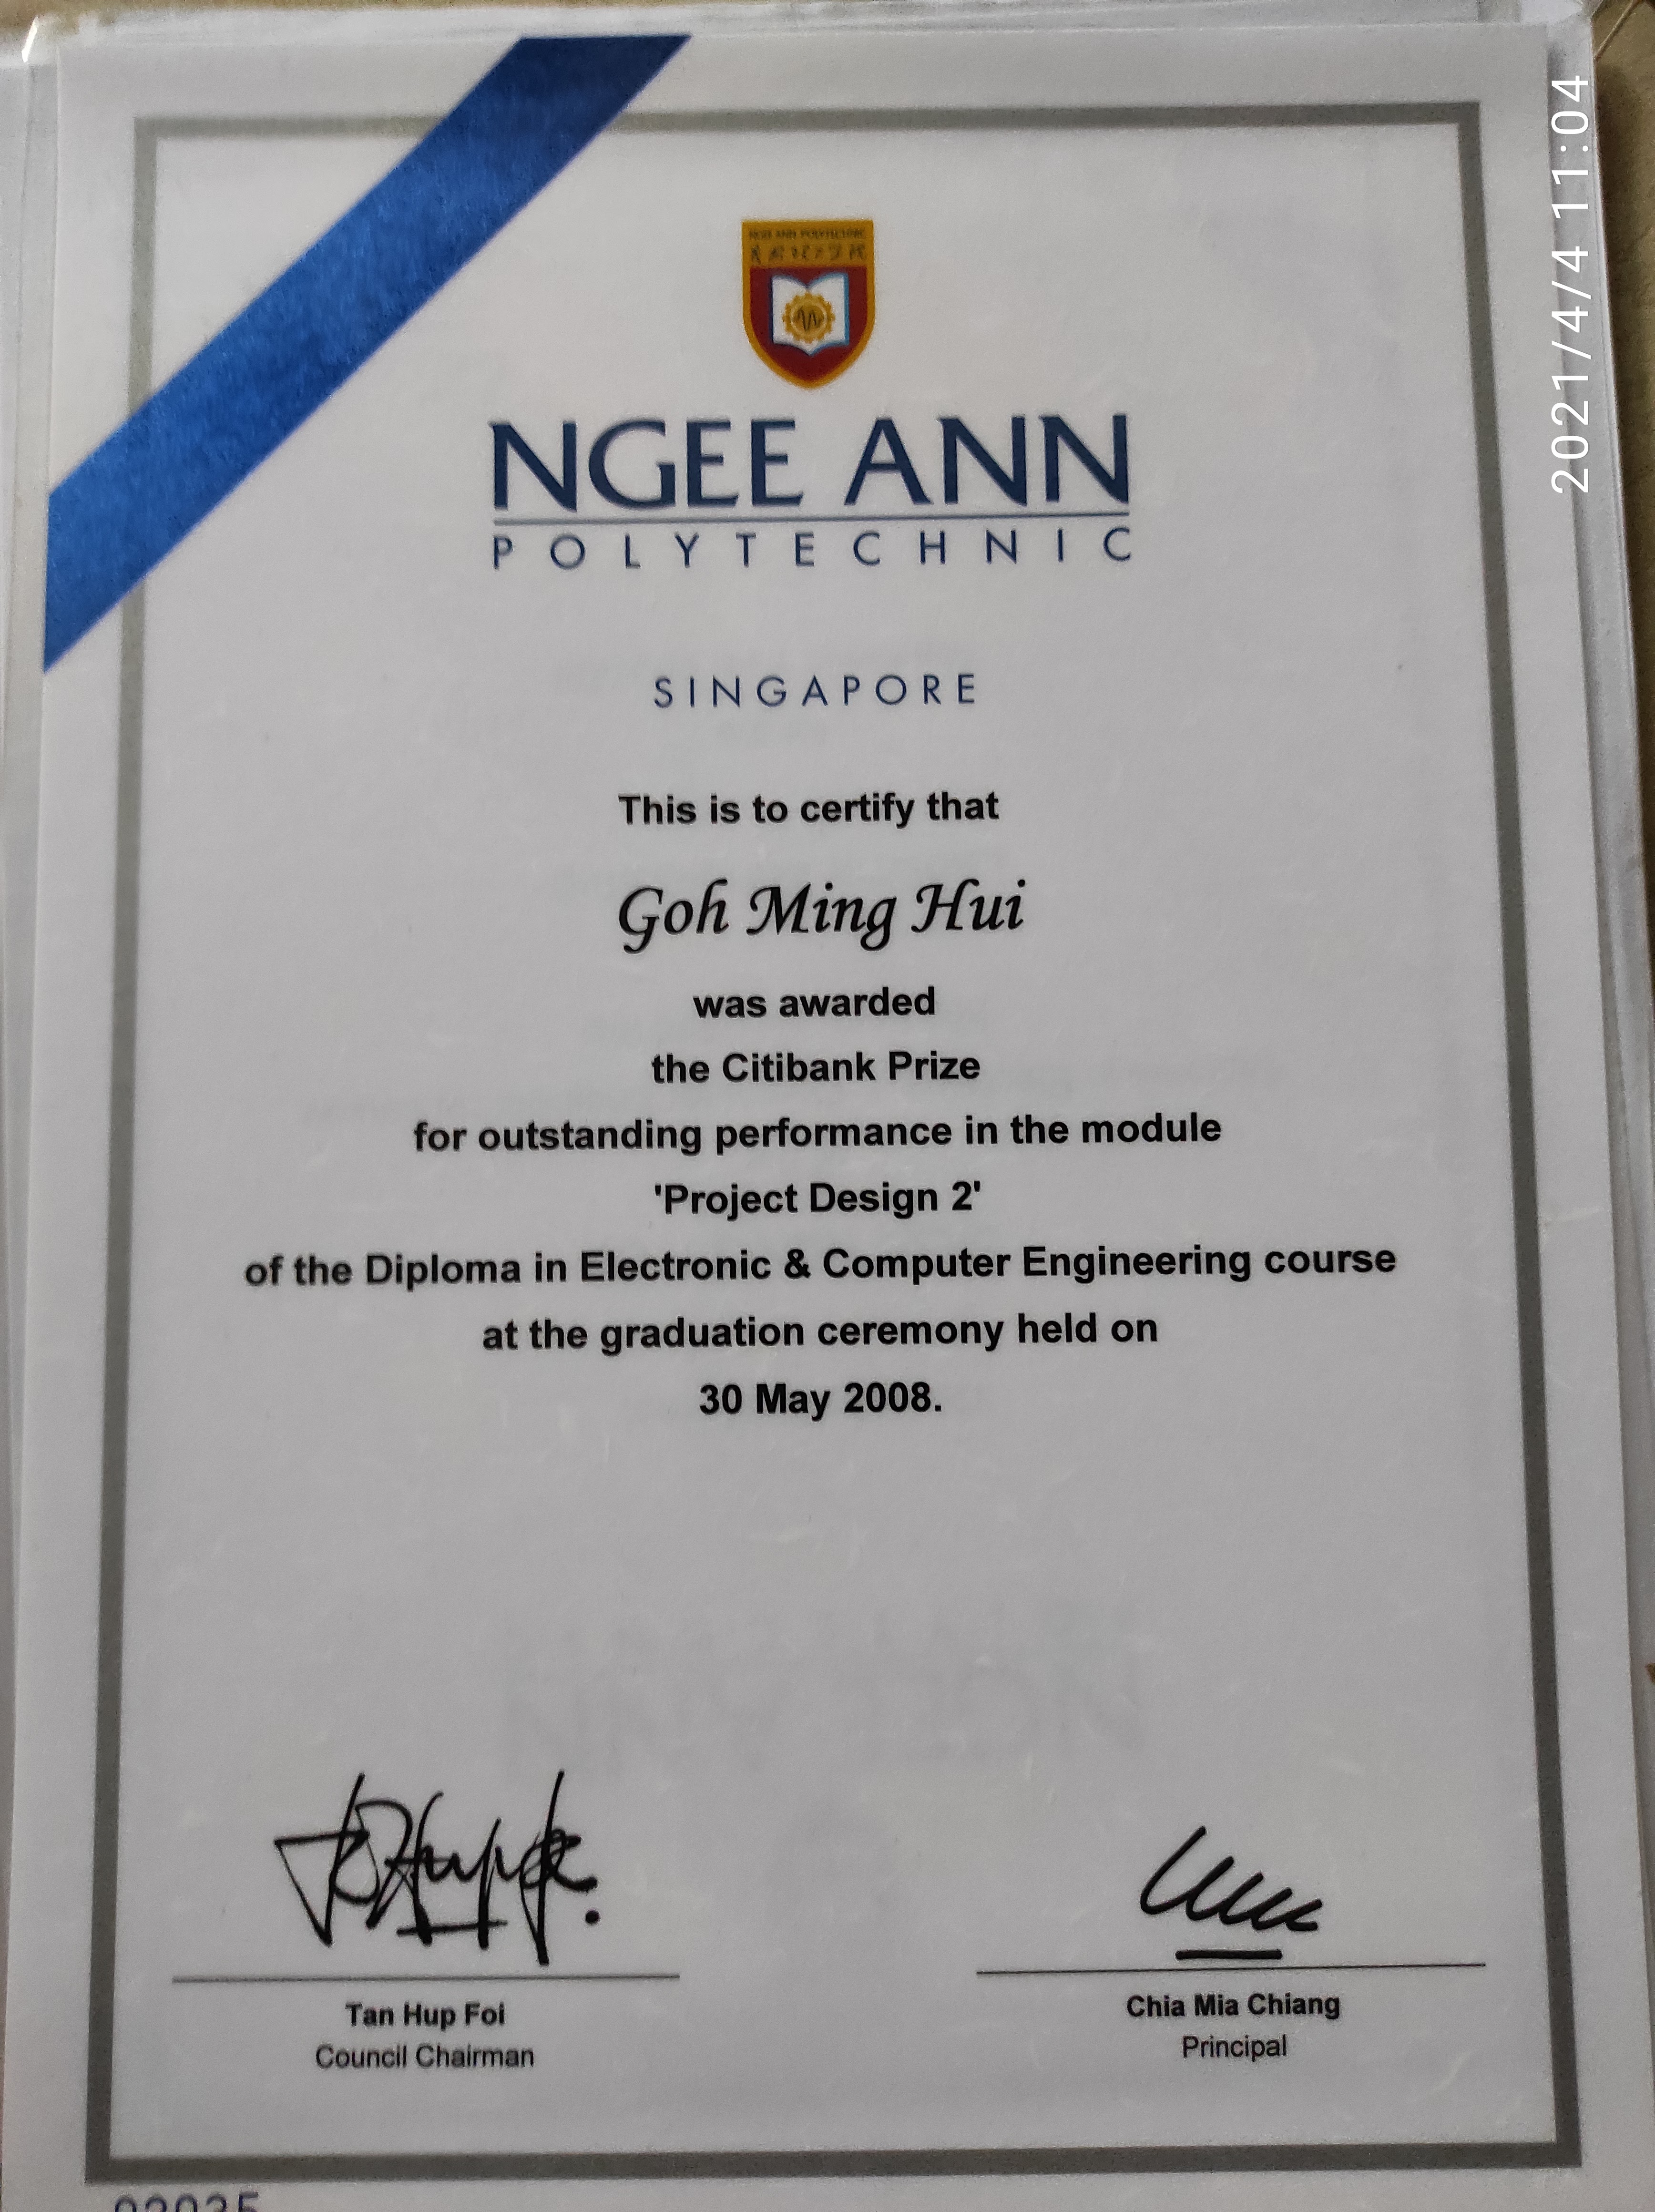 NGEE ANN POLYTECHNIC
NGEE ANN
POLYTECHNIC
SINGAPORE
This is to certify that
Goh Ming Hui
was awarded
the Citibank Prize
for outstanding performance in the module
'Project Design 2'
of the Diploma in Electronic & Computer Engineering course
at the graduation ceremony held on
30 May 2008.
Tan Hup Foi
Council Chairman
Chia Mia Chiang
Principal
2021/4/4 11:04